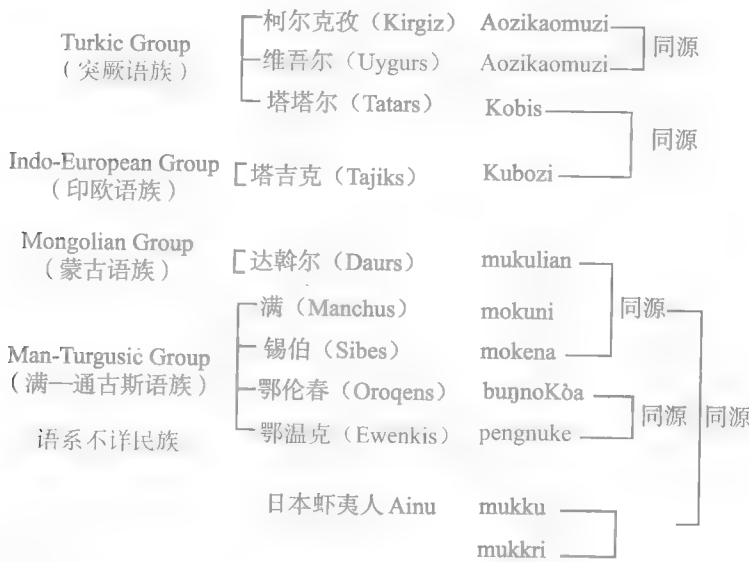 Turkic Group
（突厥语族）
柯尔克孜（Kirgiz） Aozikaomuzi
维吾尔（Uygurs） Aozikaomuzi
同源
塔塔尔（Tatars） Kobis
同源
Indo-European Group
（印欧语族）
塔吉克（Tajiks） Kubozi
Mongolian Group
（蒙古语族）
达斡尔（Daurs） mukulian
满（Manchus） mokuni
同源
锡伯（Sibes） mokena
Man-Turgusic Group
（满—通古斯语族）
鄂伦春（Oroqens） buŋnoKòa
鄂温克（Ewenkis） pengnuke
同源
同源
语系不详民族
日本虾夷人 Ainu mukku
mukkri